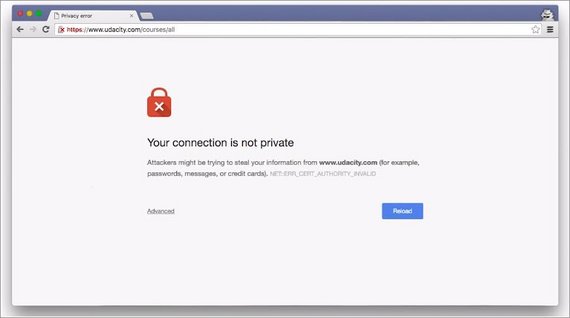 Privacy error
https://www.udacity.com/courses/all
Your connection is not private
Attackers might be trying to steal your information from www.udacity.com (for example,
passwords, messages, or credit cards). NET::ERR_CERT_AUTHORITY_INVALID
Advanced
Reload